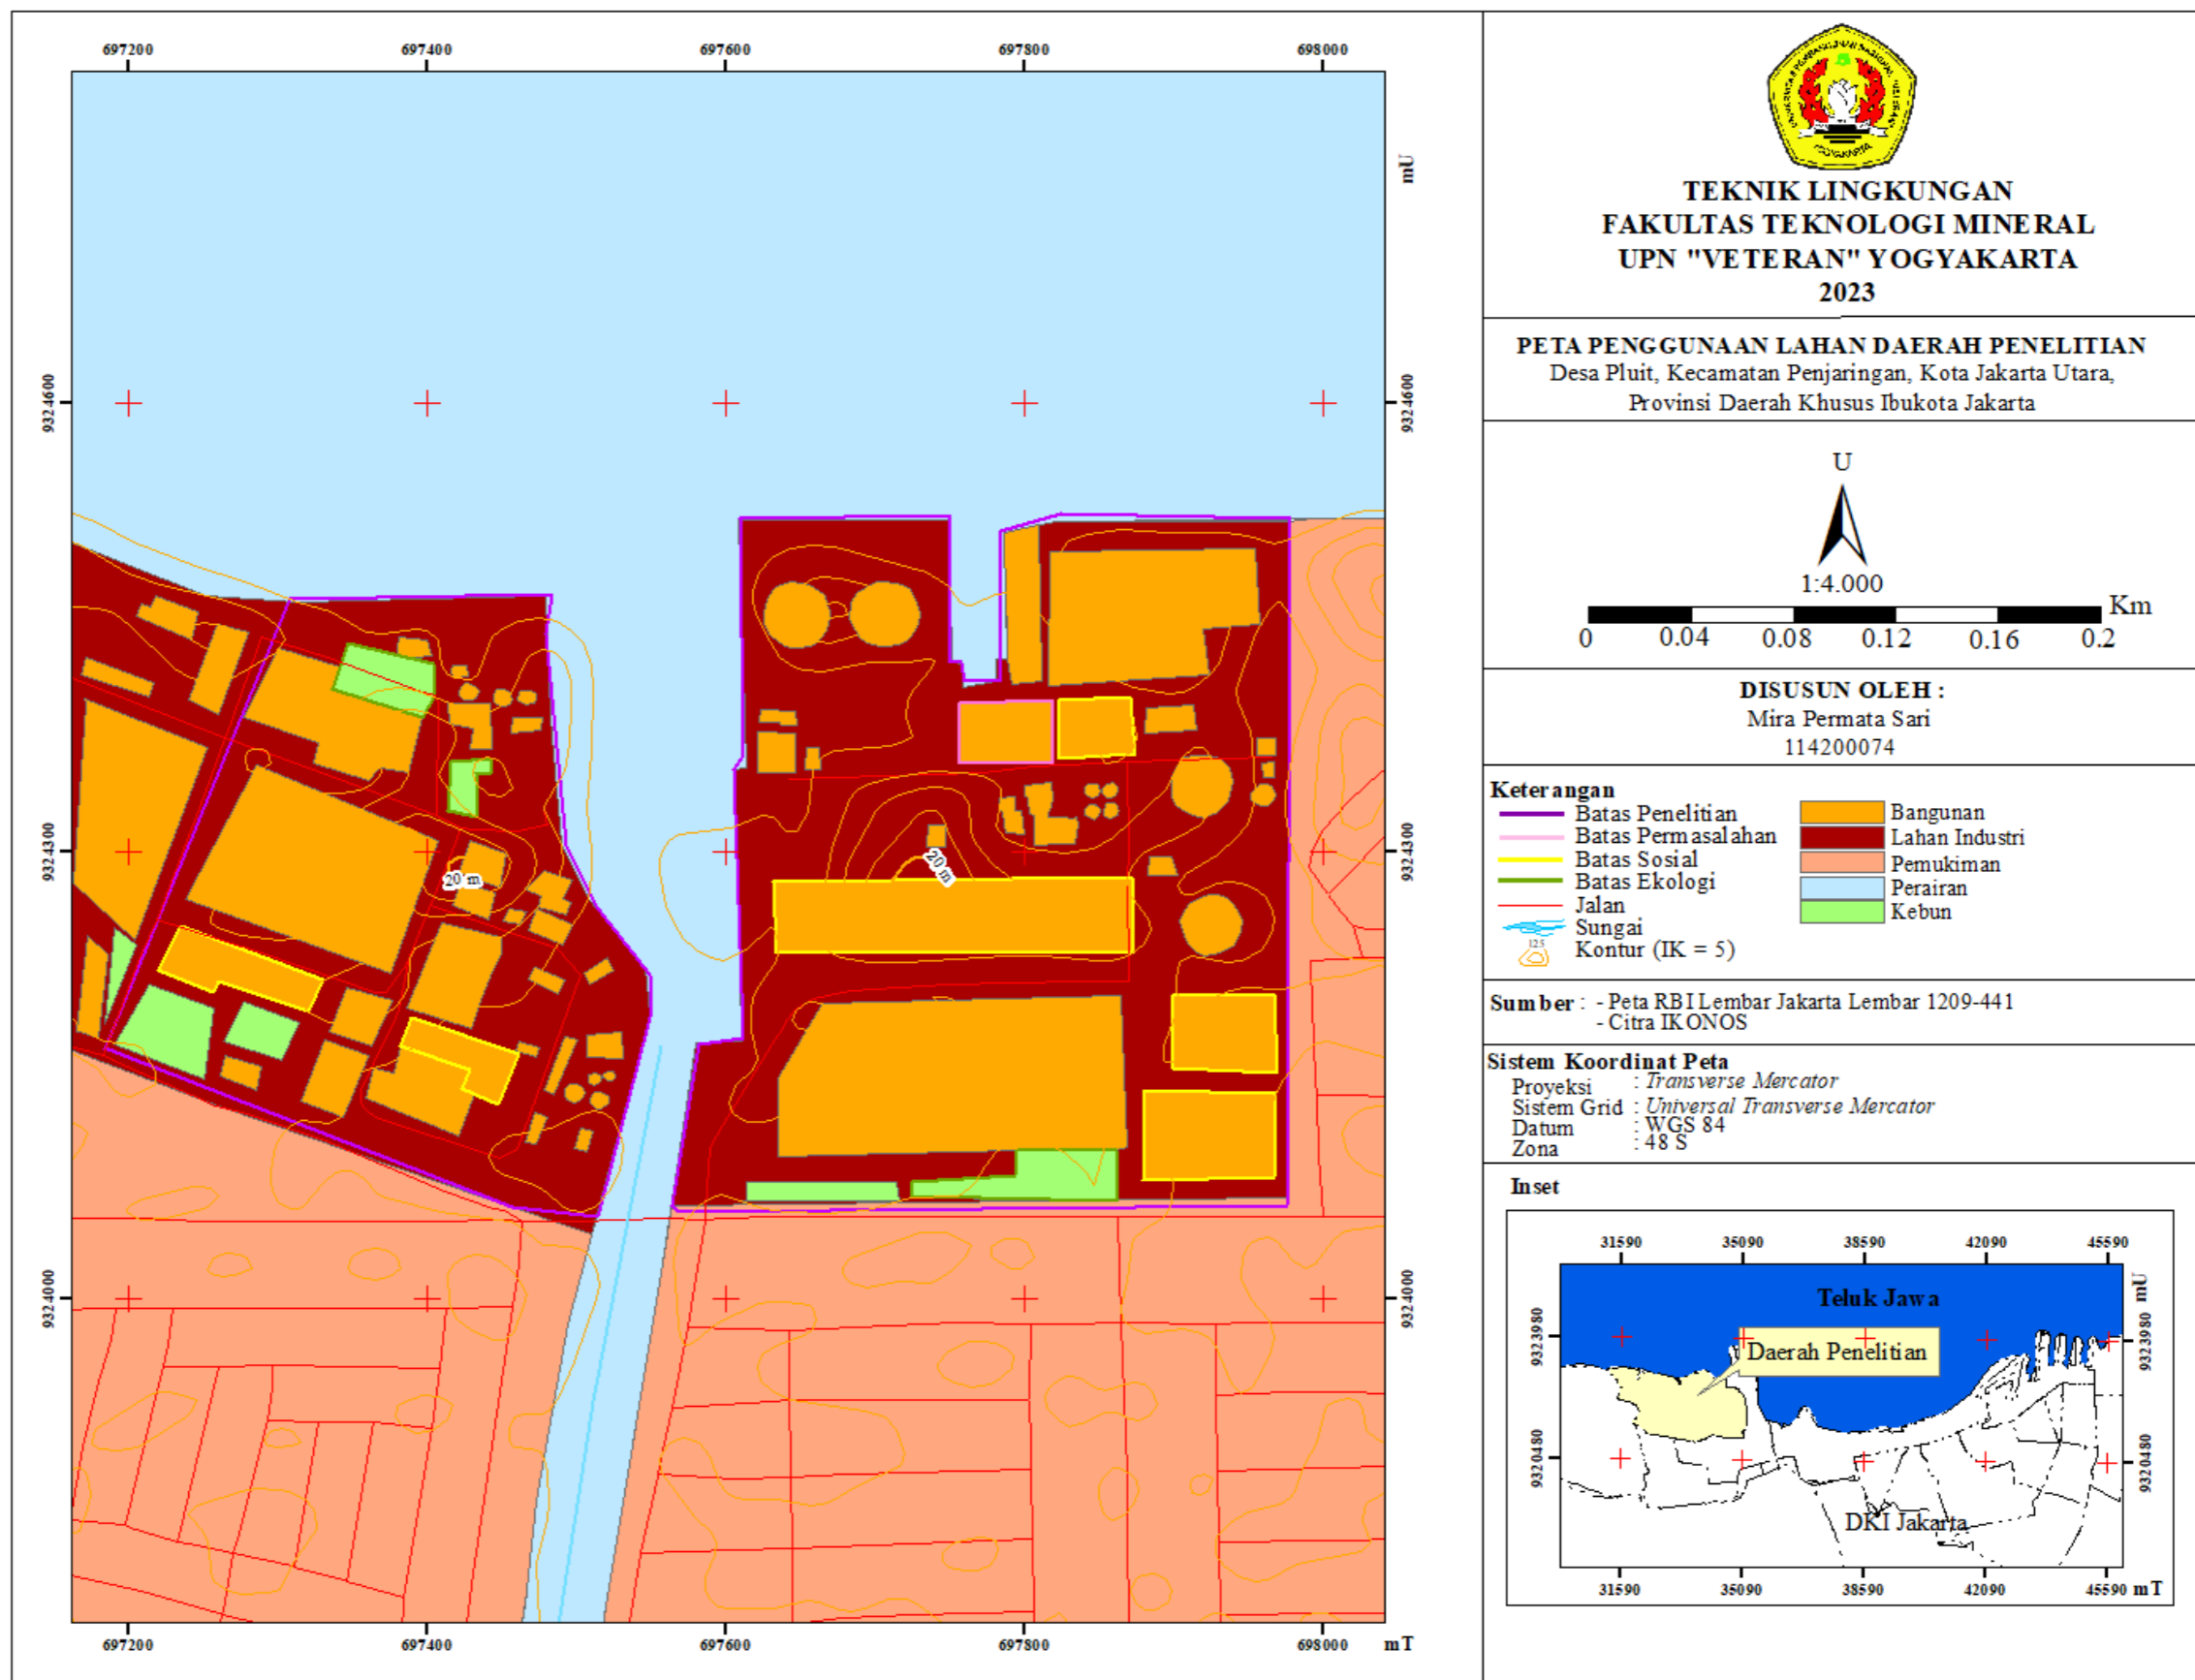 697200 697400 697600 697800 698000
mU
9324600 9324600
9324300 9324300
9324000 9324000
20 m
20 m
697200 697400 697600 697800 698000 mT
YOGYAKARTA
TEKNIK LINGKUNGAN
FAKULTAS TEKNOLOGI MINERAL
UPN "VETERAN" YOGYAKARTA
2023
PETA PENGGUNAAN LAHAN DAERAH PENELITIAN
Desa Pluit, Kecamatan Penjaringan, Kota Jakarta Utara,
Provinsi Daerah Khusus Ibukota Jakarta
U
1:4.000
Km
0 0.04 0.08 0.12 0.16 0.2
DISUSUN OLEH :
Mira Permata Sari
114200074
Keterangan
Batas Penelitian
Batas Permasalahan
Batas Sosial
Batas Ekologi
Jalan
Sungai
125
Kontur (IK = 5)
Bangunan
Lahan Industri
Pemukiman
Perairan
Kebun
Sumber : - Peta RBI Lembar Jakarta Lembar 1209-441
- Citra IKONOS
Sistem Koordinat Peta
Proyeksi : Transverse Mercator
Sistem Grid : Universal Transverse Mercator
Datum : WGS 84
Zona : 48 S
Inset
31590 35090 38590 42090 45590
mU
Teluk Jawa
9323980 9323980
Daerah Penelitian
9320480 9320480
DKI Jakarta
31590 35090 38590 42090 45590 mT